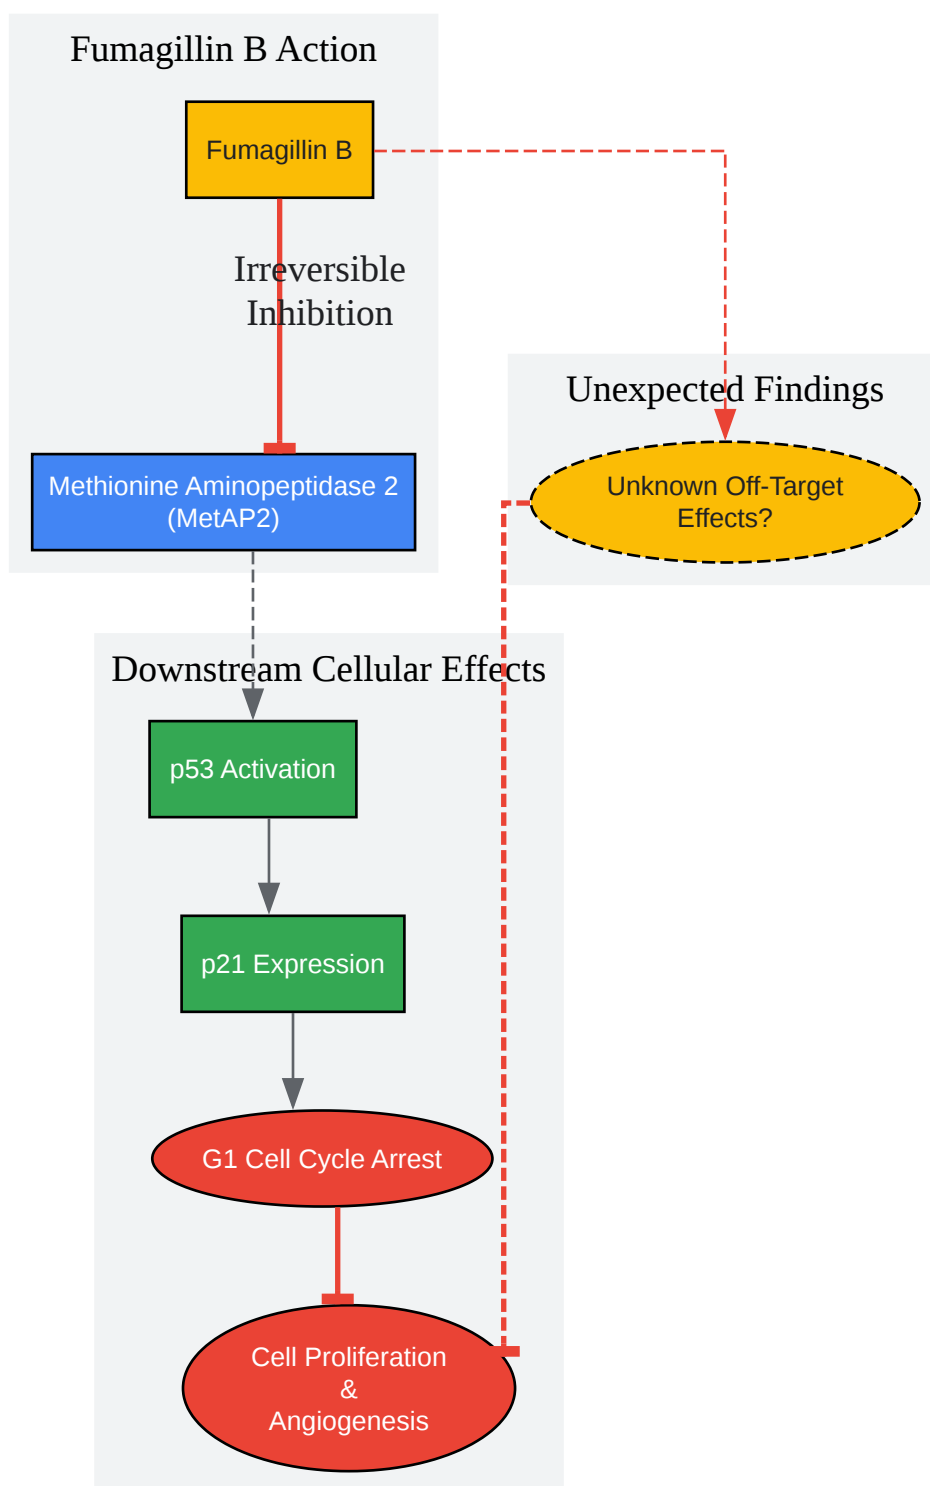 Fumagillin B Action
Fumagillin B
Irreversible
Inhibition
Methionine Aminopeptidase 2
(MetAP2)
Unexpected Findings
Unknown Off-Target
Effects?
Downstream Cellular Effects
p53 Activation
p21 Expression
G1 Cell Cycle Arrest
Cell Proliferation
&
Angiogenesis